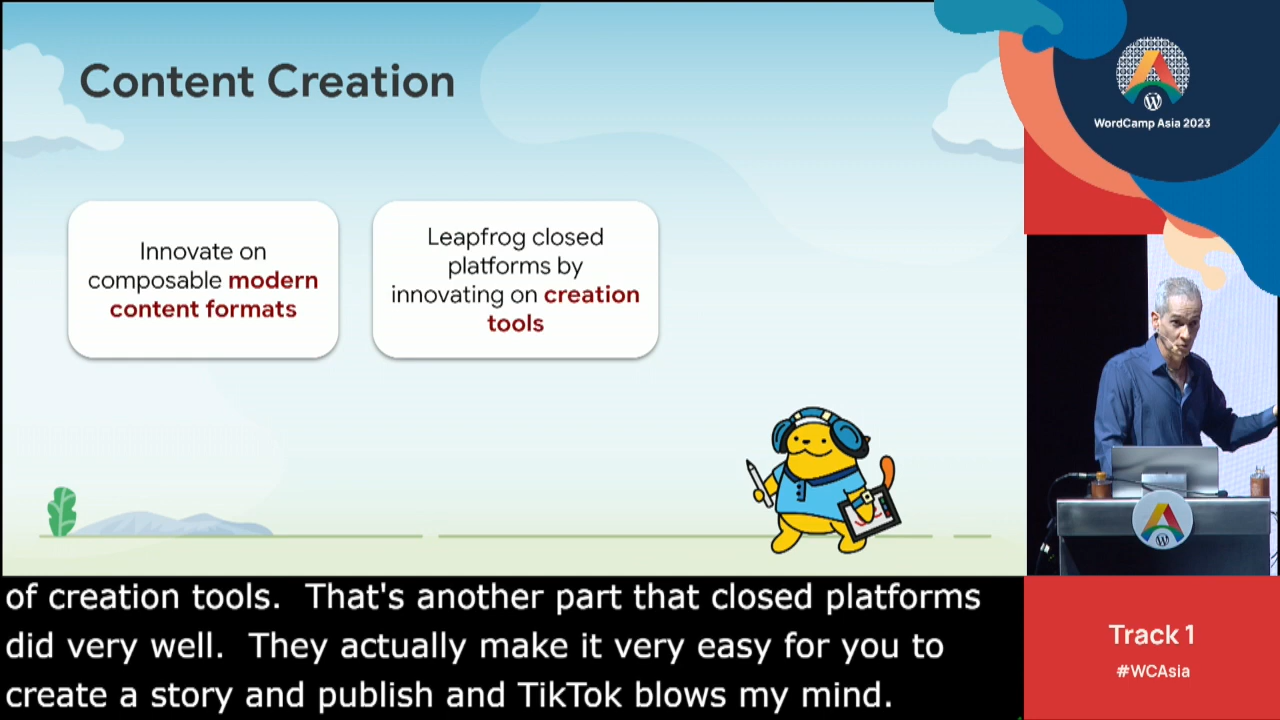 Content Creation
Innovate on
composable modern
content formats
Leapfrog closed
platforms by
innovating on creation
tools
WordCamp Asia 2023
of creation tools.  That's another part that closed platforms
did very well.  They actually make it very easy for you to
create a story and publish and TikTok blows my mind.
Track 1
#WCAsia